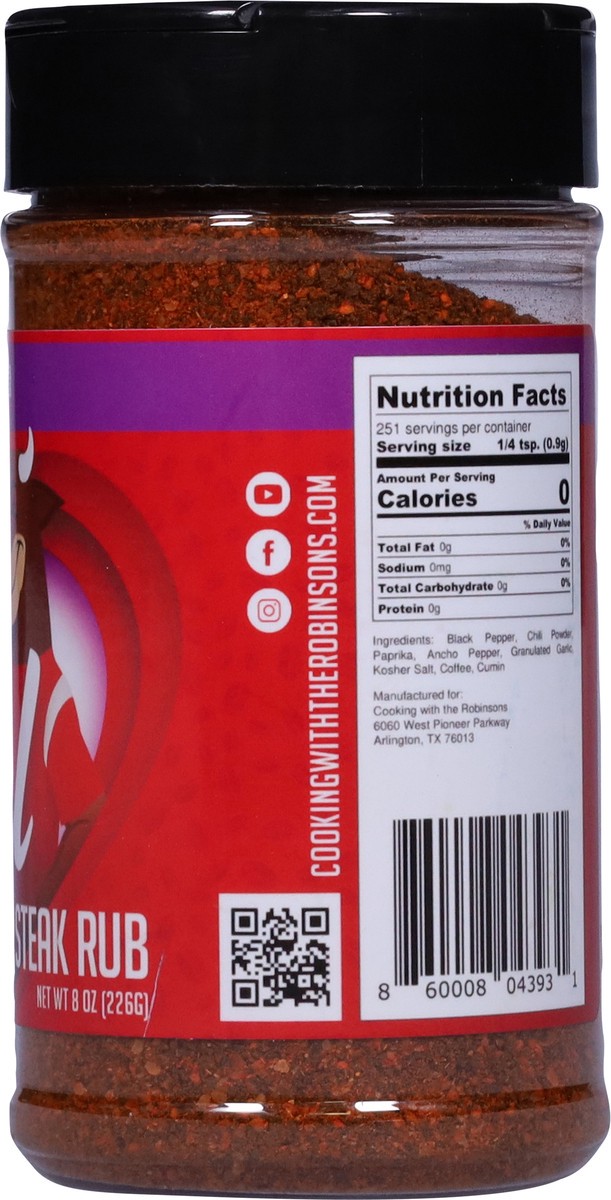 STEAK RUB
NET WT 8 OZ (226G)
COOKINGWITHTHEROBINSONS.COM
Nutrition Facts
251 servings per container
Serving size 1/4 tsp. (0.9g)
Amount Per Serving
Calories 0
% Daily Value
Total Fat 0g 0%
Sodium 0mg 0%
Total Carbohydrate 0g 0%
Protein 0g
Ingredients: Black Pepper, Chili Powder,
Paprika, Ancho Pepper, Granulated Garlic,
Kosher Salt, Coffee, Cumin
Manufactured for:
Cooking with the Robinsons
6060 West Pioneer Parkway
Arlington, TX 76013
8 60008 04393 1